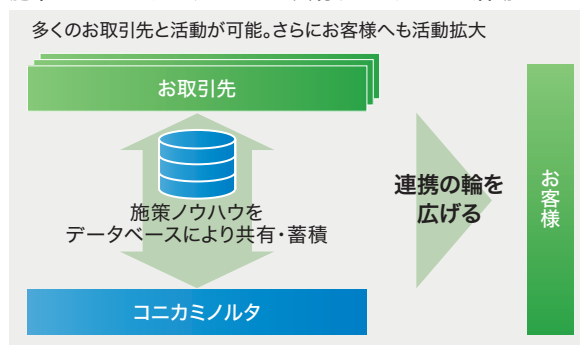 多くのお取引先と活動が可能。さらにお客様へも活動拡大
お取引先
施策ノウハウを
データベースにより共有・蓄積
コニカミノルタ
連携の輪を
広げる
お客様